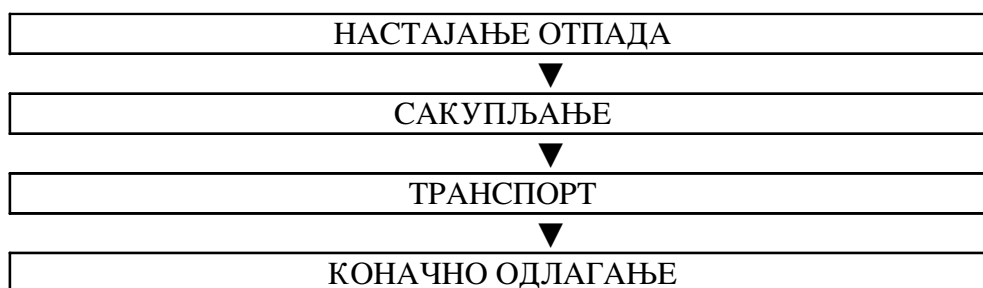 НАСТАЈАЊЕ ОТПАДА
САКУПЉАЊЕ
ТРАНСПОРТ
КОНАЧНО ОДЛАГАЊЕ